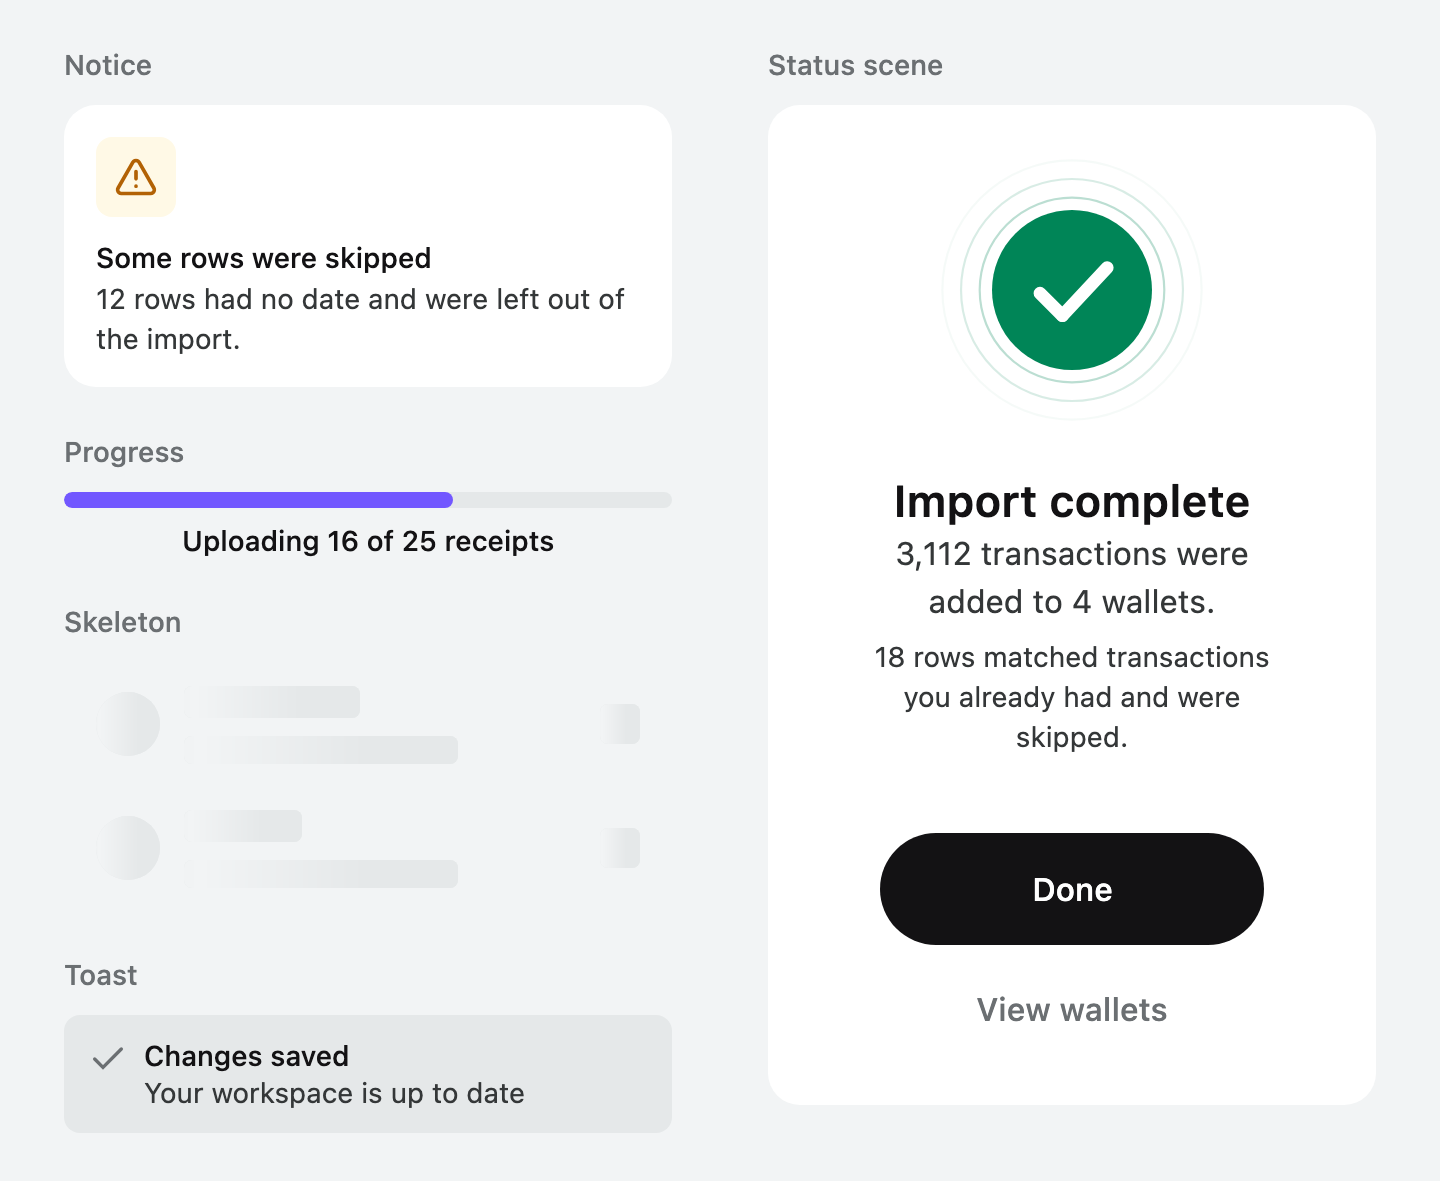 Notice
Some rows were skipped
12 rows had no date and were left out of
the import.
Progress
Uploading 16 of 25 receipts
Skeleton
Toast
Changes saved
Your workspace is up to date
Status scene
Import complete
3,112 transactions were
added to 4 wallets.
18 rows matched transactions
you already had and were
skipped.
Done
View wallets